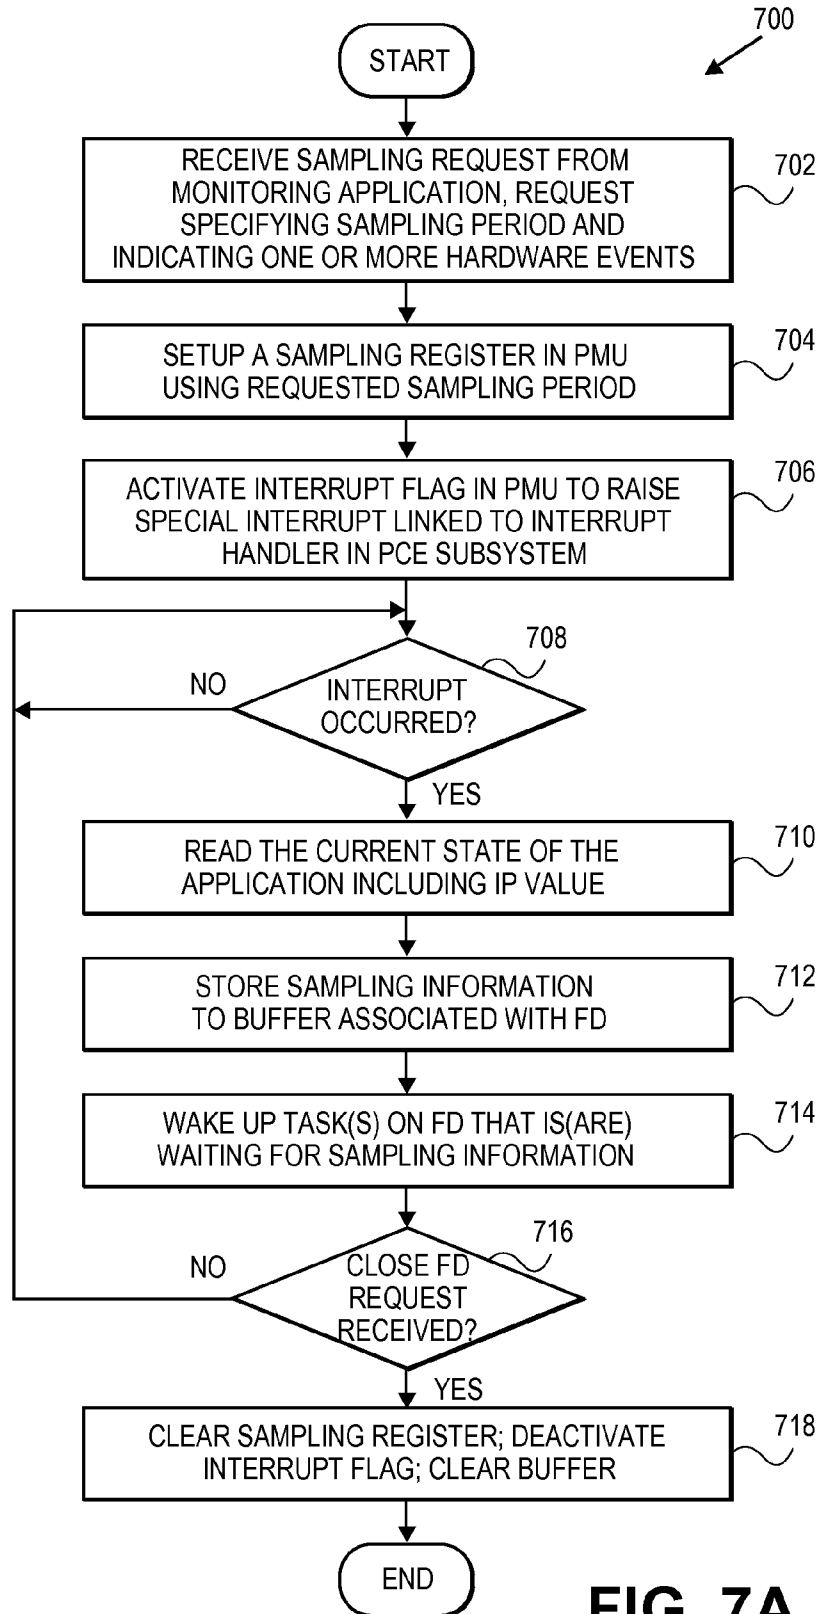 700
START
RECEIVE SAMPLING REQUEST FROM
MONITORING APPLICATION, REQUEST
SPECIFYING SAMPLING PERIOD AND
INDICATING ONE OR MORE HARDWARE EVENTS
702
SETUP A SAMPLING REGISTER IN PMU
USING REQUESTED SAMPLING PERIOD
704
ACTIVATE INTERRUPT FLAG IN PMU TO RAISE
SPECIAL INTERRUPT LINKED TO INTERRUPT
HANDLER IN PCE SUBSYSTEM
706
708
NO
INTERRUPT
OCCURRED?
YES
READ THE CURRENT STATE OF THE
APPLICATION INCLUDING IP VALUE
710
STORE SAMPLING INFORMATION
TO BUFFER ASSOCIATED WITH FD
712
WAKE UP TASK(S) ON FD THAT IS(ARE)
WAITING FOR SAMPLING INFORMATION
714
716
NO
CLOSE FD
REQUEST
RECEIVED?
YES
CLEAR SAMPLING REGISTER; DEACTIVATE
INTERRUPT FLAG; CLEAR BUFFER
718
END
FIG. 7A